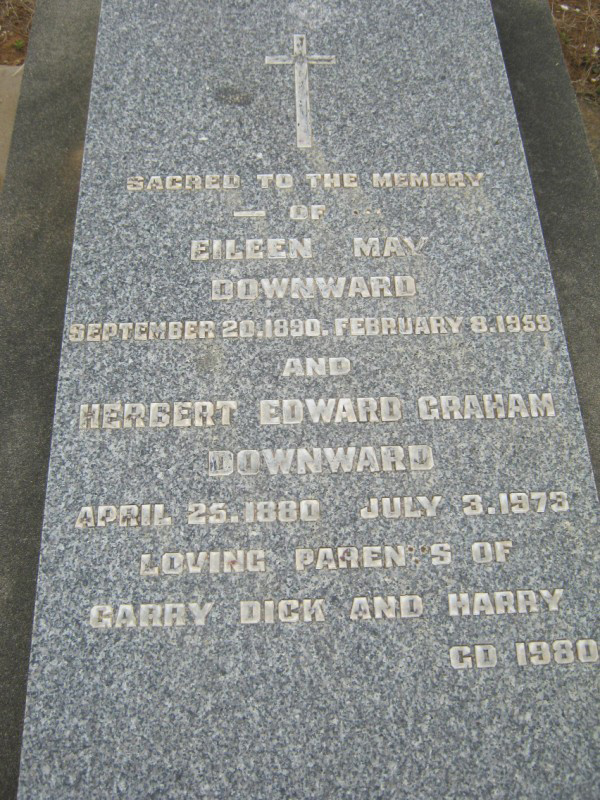 SACRED TO THE MEMORY
— OF —
EILEEN MAY
DOWNWARD
SEPTEMBER 20.1890. FEBRUARY 8.1959
AND
HERBERT EDWARD GRAHAM
DOWNWARD
APRIL 25.1880 JULY 3.1973
LOVING PARENTS OF
GARRY DICK AND HARRY
GD 1980